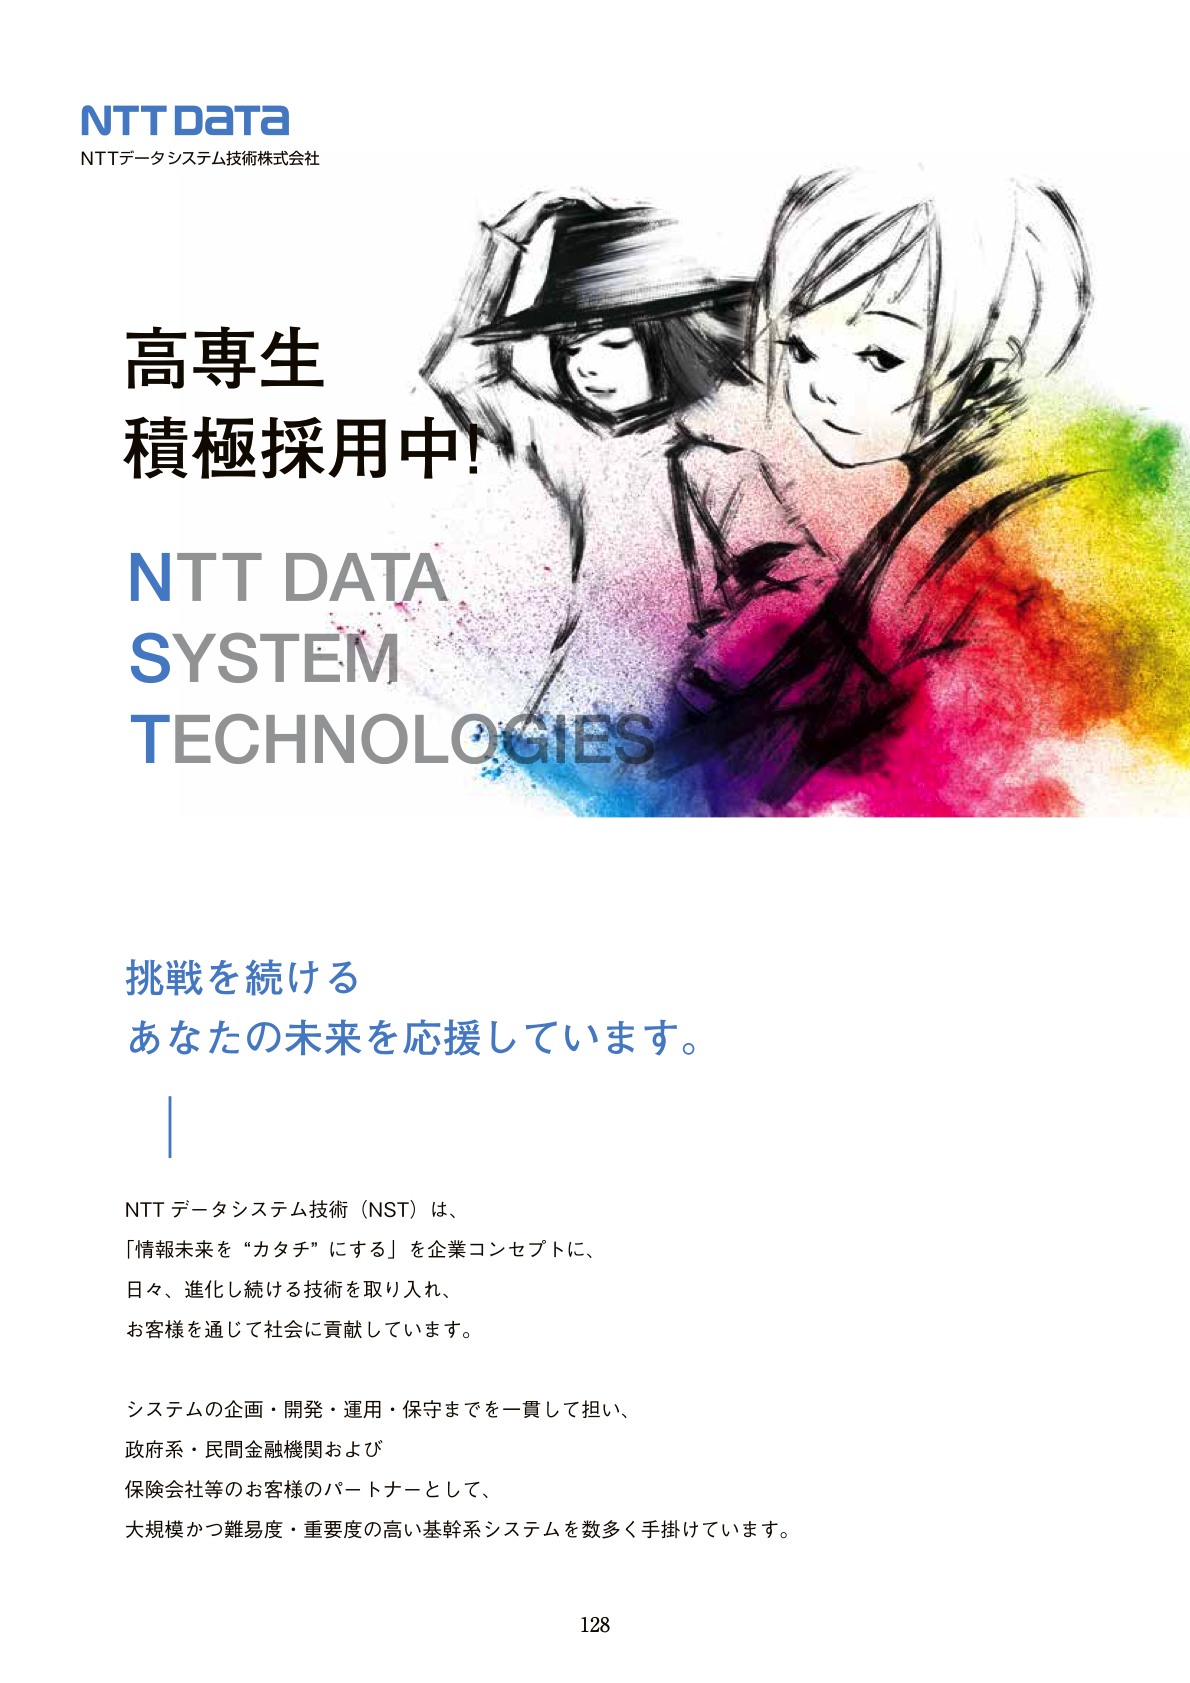 NTT DATA
NTTデータシステム技術株式会社
高専生
積極採用中!
NTT DATA
SYSTEM
TECHNOLOGIES
挑戦を続ける
あなたの未来を応援しています。
NTT データシステム技術（NST）は、
「情報未来を “カタチ” にする」を企業コンセプトに、
日々、進化し続ける技術を取り入れ、
お客様を通じて社会に貢献しています。
システムの企画・開発・運用・保守までを一貫して担い、
政府系・民間金融機関および
保険会社等のお客様のパートナーとして、
大規模かつ難易度・重要度の高い基幹系システムを数多く手掛けています。
128